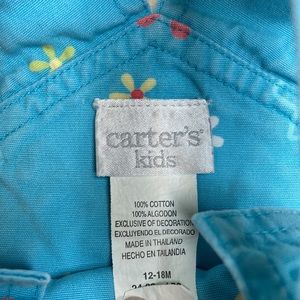 carter's®
kids
100% COTTON
100% ALGODON
EXCLUSIVE OF DECORATION
EXCLUYENDO EL DECORADO
MADE IN THAILAND
HECHO EN TAILANDIA
12-18M